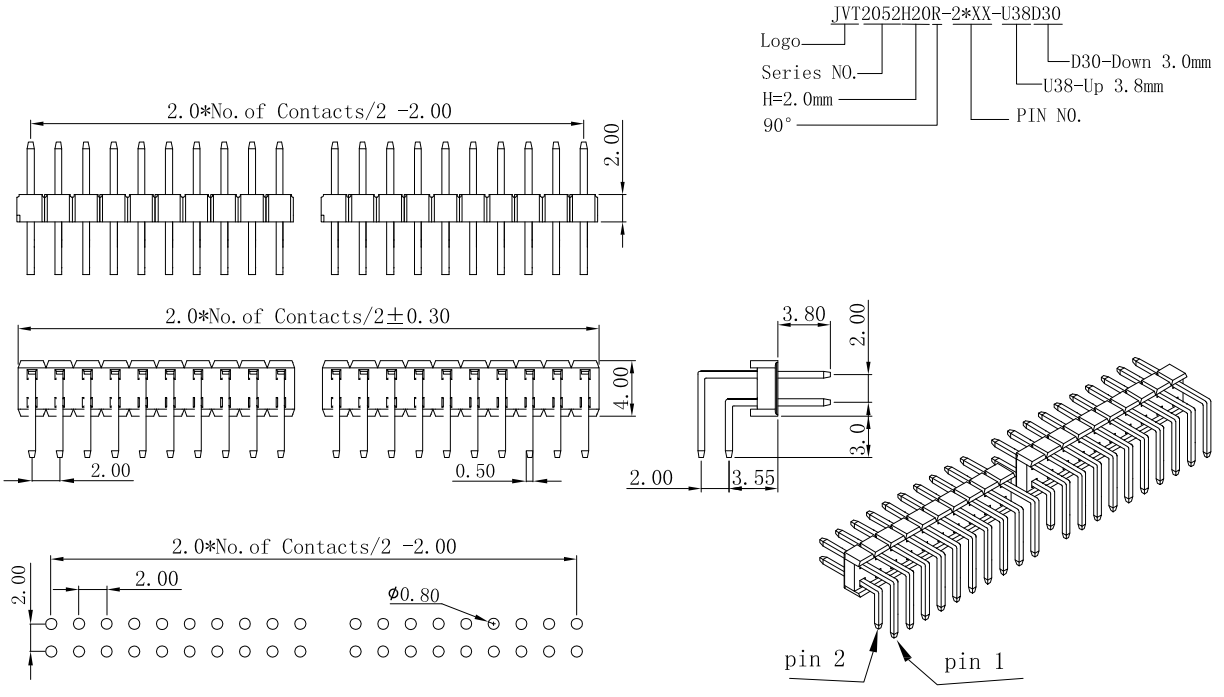 JVT2052H20R-2*XX-U38D30
Logo
D30-Down 3.0mm
Series NO.
U38-Up 3.8mm
H=2.0mm
PIN NO.
90°
2.0*No.of Contacts/2 -2.00
2.00
2.0*No.of Contacts/2±0.30
4.00
2.00
0.50
3.80
2.00
3.0
2.00
3.55
2.0*No.of Contacts/2 -2.00
2.00
2.00
ϕ0.80
pin 2
pin 1